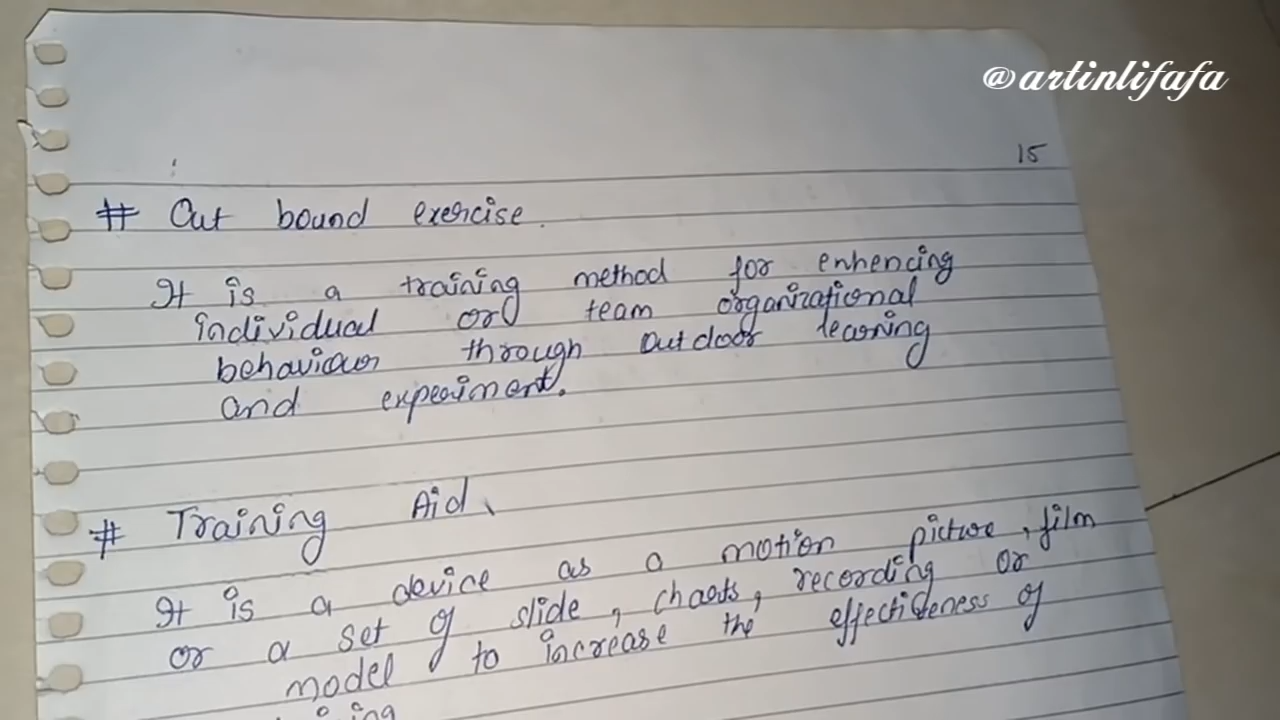 @artinlifafa
15
# Out bound exercise.
It is a training method for enhencing
individual or team organizational
behaviour through outdoor learning
and experiment.
# Training Aid
It is a device as a motion picture, film
or a set of slide, charts, recording or
model to increase the effectideness of